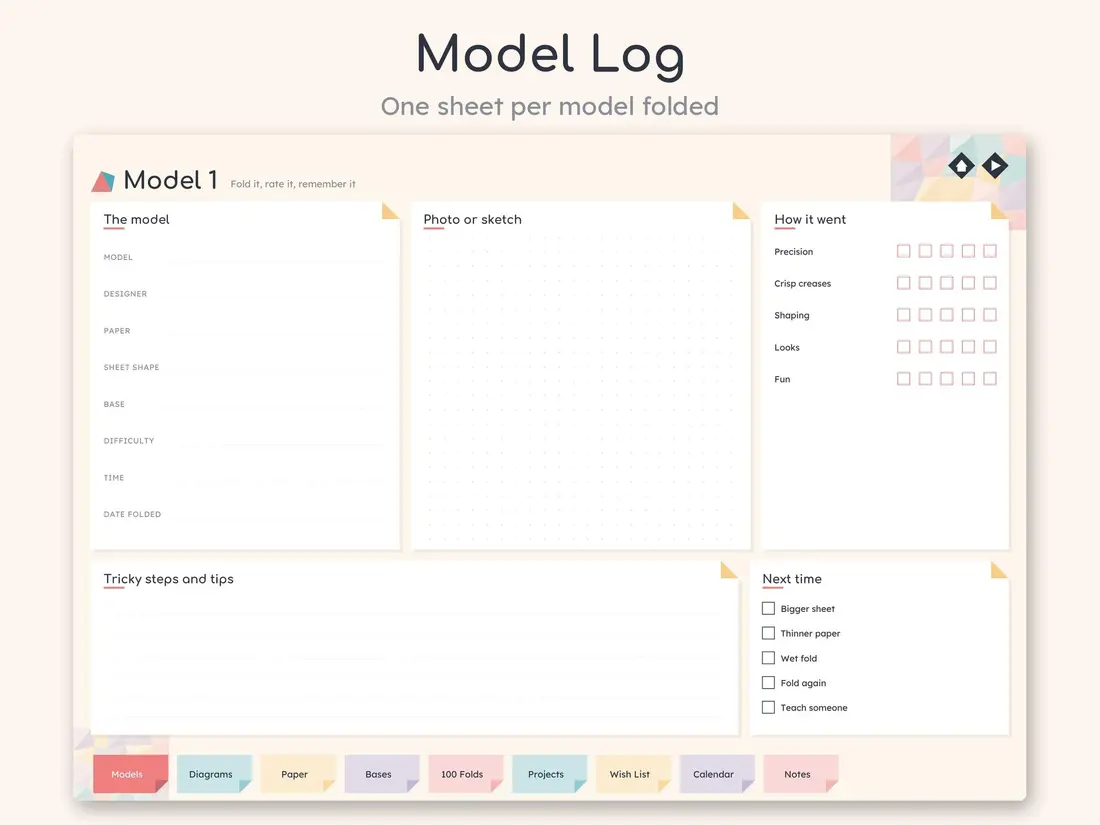 Model Log
One sheet per model folded
Model 1 Fold it, rate it, remember it
The model
MODEL
DESIGNER
PAPER
SHEET SHAPE
BASE
DIFFICULTY
TIME
DATE FOLDED
Photo or sketch
How it went
Precision
Crisp creases
Shaping
Looks
Fun
Tricky steps and tips
Next time
Bigger sheet
Thinner paper
Wet fold
Fold again
Teach someone
Models Diagrams Paper Bases 100 Folds Projects Wish List Calendar Notes